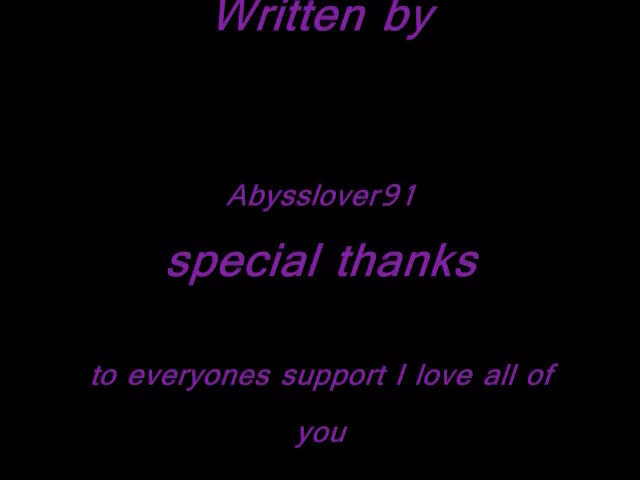 Written by
Abysslover91
special thanks
to everyones support I love all of
you